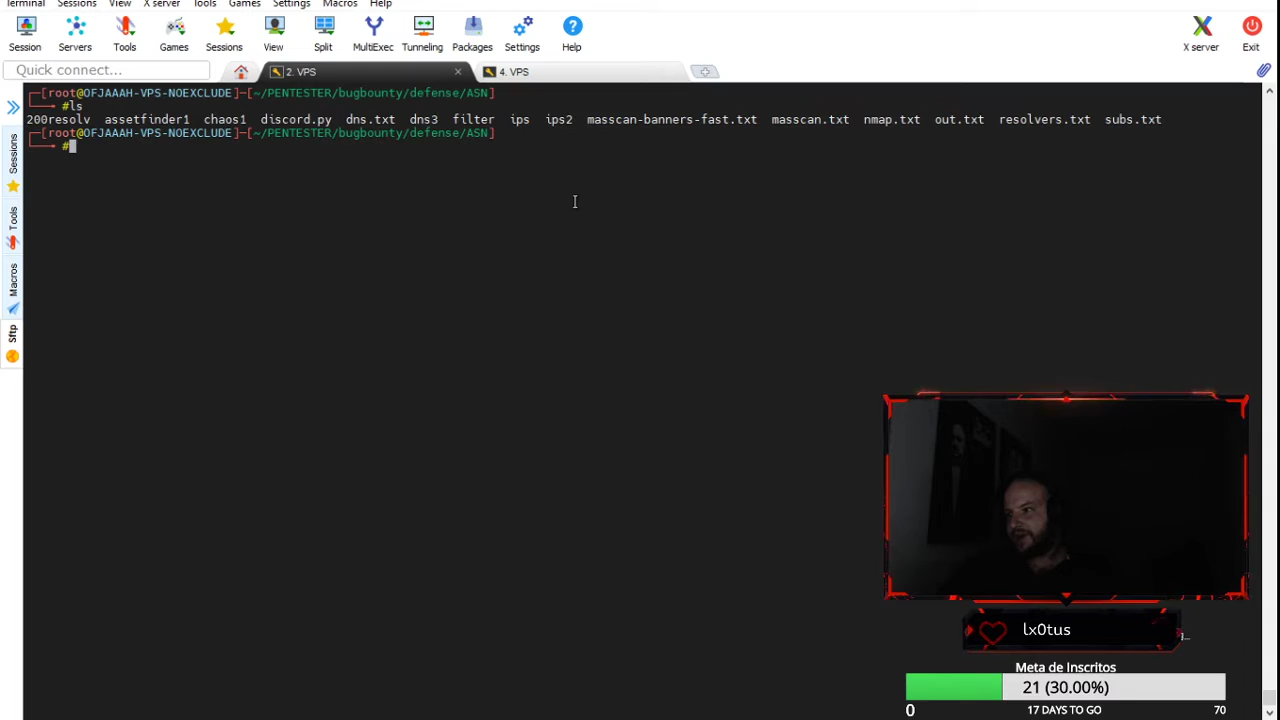 Terminal Sessions View X server Tools Games Settings Macros Help
Session Servers Tools Games Sessions View Split MultiExec Tunneling Packages Settings Help X server Exit
Quick connect... 2. VPS 4. VPS
┌─[root@OFJAAAH-VPS-NOEXCLUDE]─[~/PENTESTER/bugbounty/defense/ASN]
└──╼ #ls
200resolv assetfinder1 chaos1 discord.py dns.txt dns3 filter ips ips2 masscan-banners-fast.txt masscan.txt nmap.txt out.txt resolvers.txt subs.txt
┌─[root@OFJAAAH-VPS-NOEXCLUDE]─[~/PENTESTER/bugbounty/defense/ASN]
└──╼ #
Sessions
Tools
Macros
Sftp
lx0tus
Meta de Inscritos
21 (30.00%)
0 17 DAYS TO GO 70